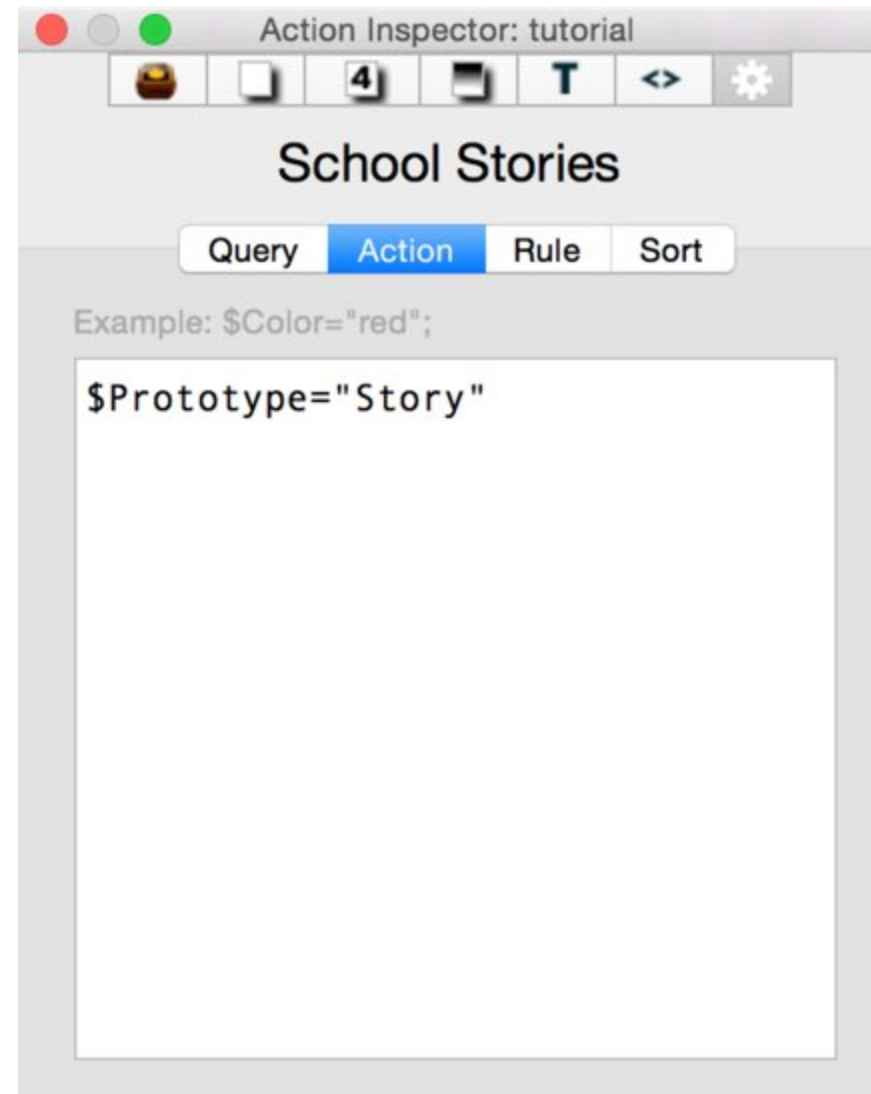 Action Inspector: tutorial
4 T <>
School Stories
Query Action Rule Sort
Example: $Color="red";
$Prototype="Story"